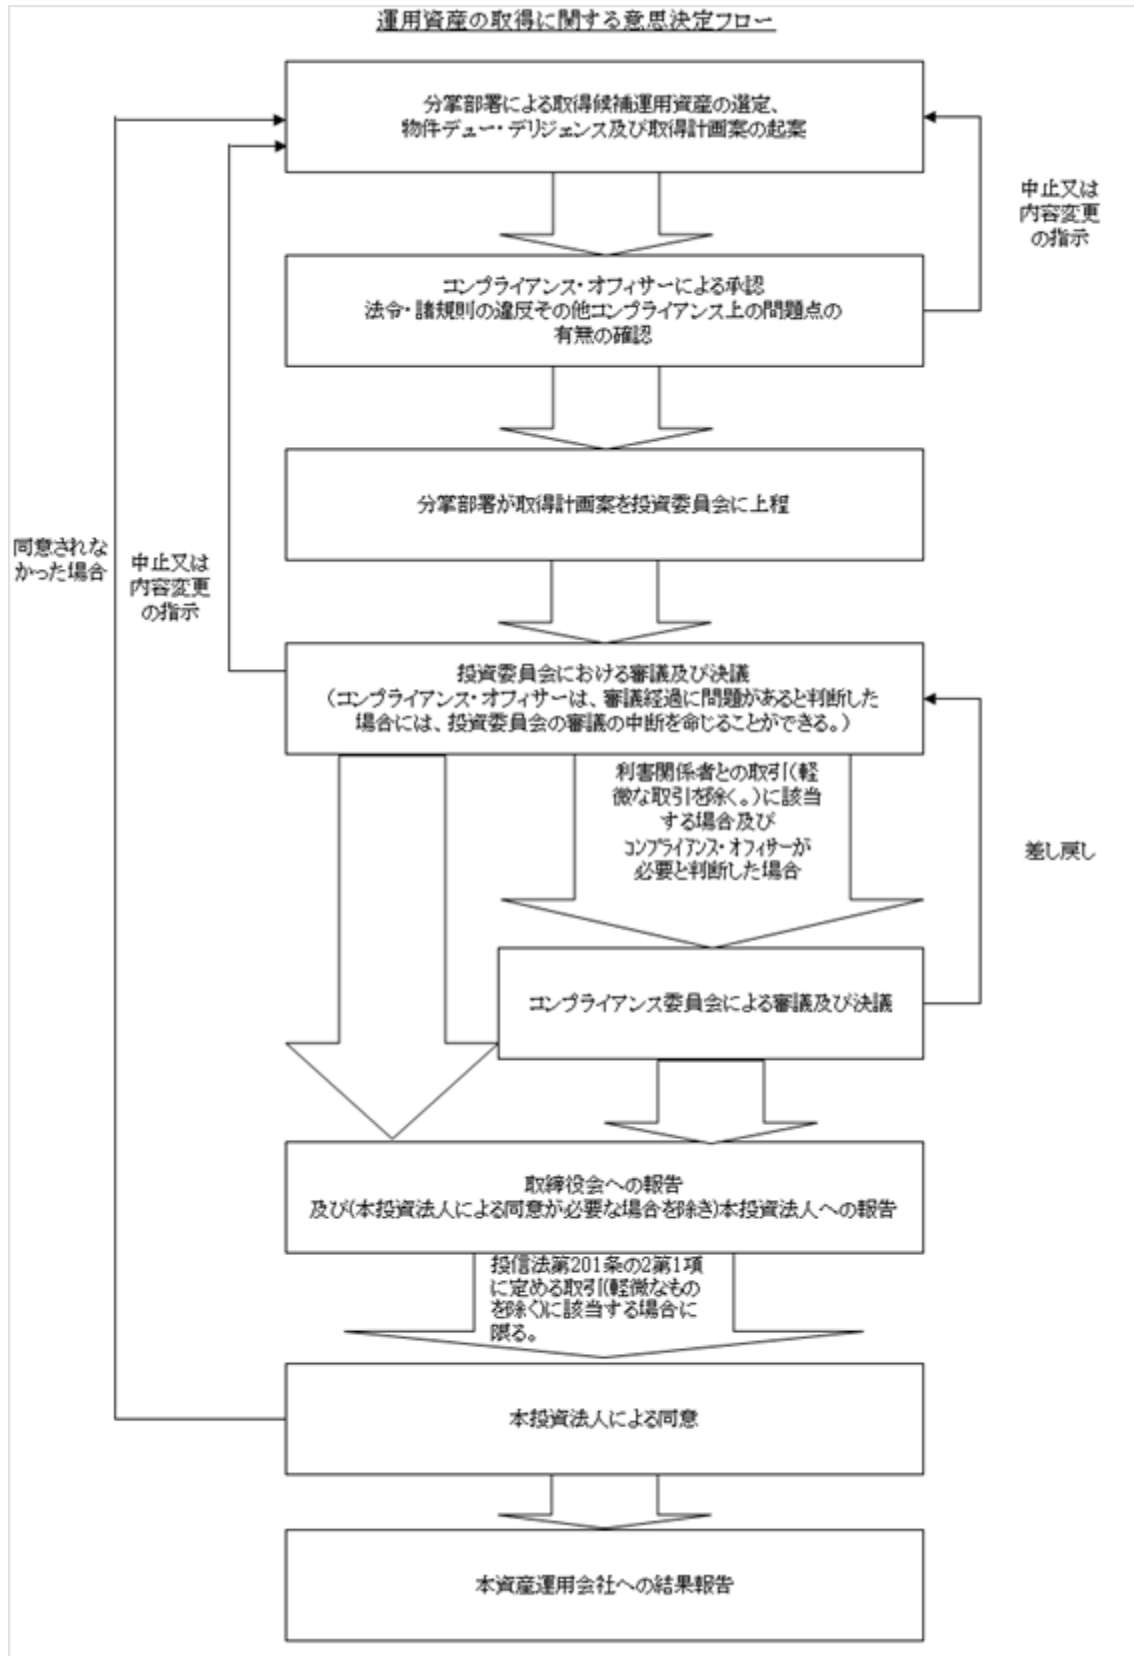 運用資産の取得に関する意思決定フロー
分掌部署による取得候補運用資産の選定、
物件デュー・デリジェンス及び取得計画案の起案
中止又は
内容変更
の指示
コンプライアンス・オフィサーによる承認
法令・諸規則の違反その他コンプライアンス上の問題点の
有無の確認
分掌部署が取得計画案を投資委員会に上程
同意されな
かった場合
中止又は
内容変更
の指示
投資委員会における審議及び決議
（コンプライアンス・オフィサーは、審議経過に問題があると判断した
場合には、投資委員会の審議の中断を命じることができる。）
利害関係者との取引（軽
微な取引を除く。）に該当
する場合及び
コンプライアンス・オフィサーが
必要と判断した場合
差し戻し
コンプライアンス委員会による審議及び決議
取締役会への報告
及び(本投資法人による同意が必要な場合を除き)本投資法人への報告
投信法第201条の2第1項
に定める取引(軽微なもの
を除く)に該当する場合に
限る。
本投資法人による同意
本資産運用会社への結果報告